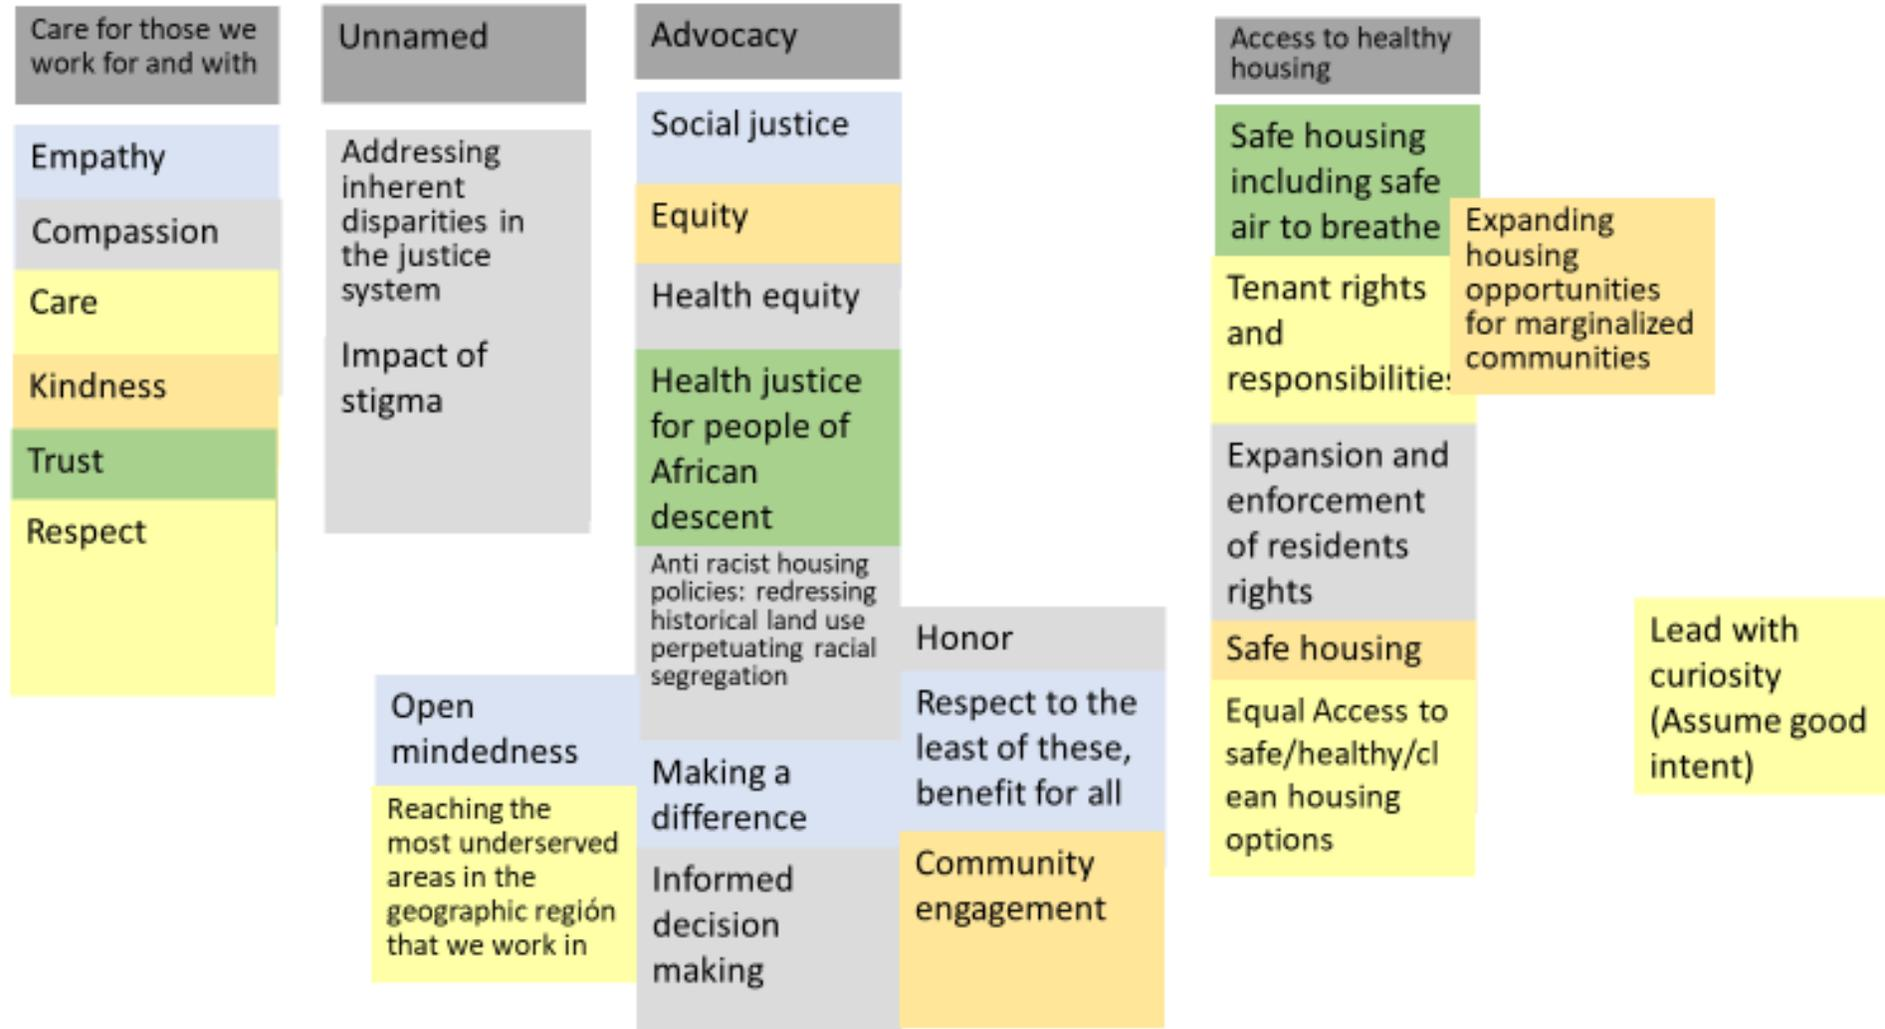 Care for those we
work for and with
Empathy
Compassion
Care
Kindness
Trust
Respect
Unnamed
Addressing
inherent
disparities in
the justice
system
Impact of
stigma
Advocacy
Social justice
Equity
Health equity
Health justice
for people of
African
descent
Anti racist housing
policies: redressing
historical land use
perpetuating racial
segregation
Making a
difference
Informed
decision
making
Open
mindedness
Reaching the
most underserved
areas in the
geographic región
that we work in
Honor
Respect to the
least of these,
benefit for all
Community
engagement
Access to healthy
housing
Safe housing
including safe
air to breathe
Tenant rights
and
responsibilities
Expansion and
enforcement
of residents
rights
Safe housing
Equal Access to
safe/healthy/cl
ean housing
options
Expanding
housing
opportunities
for marginalized
communities
Lead with
curiosity
(Assume good
intent)